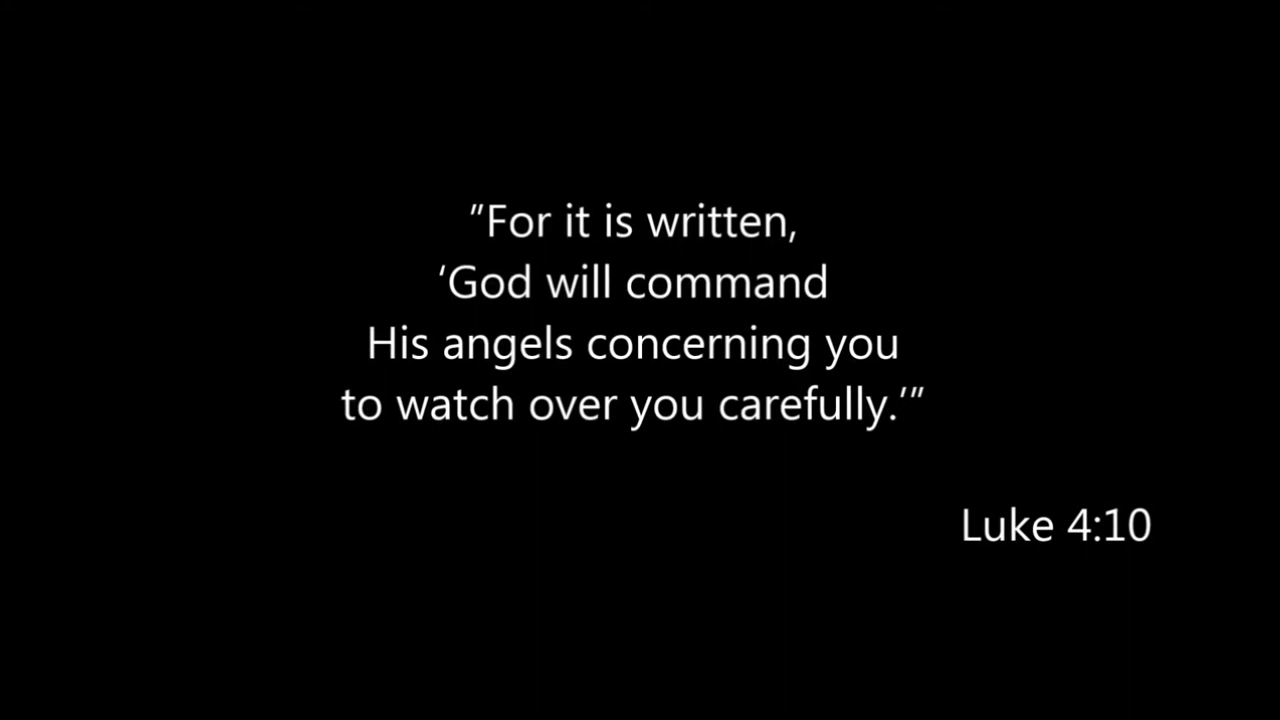 "For it is written,
‘God will command
His angels concerning you
to watch over you carefully.’"
Luke 4:10